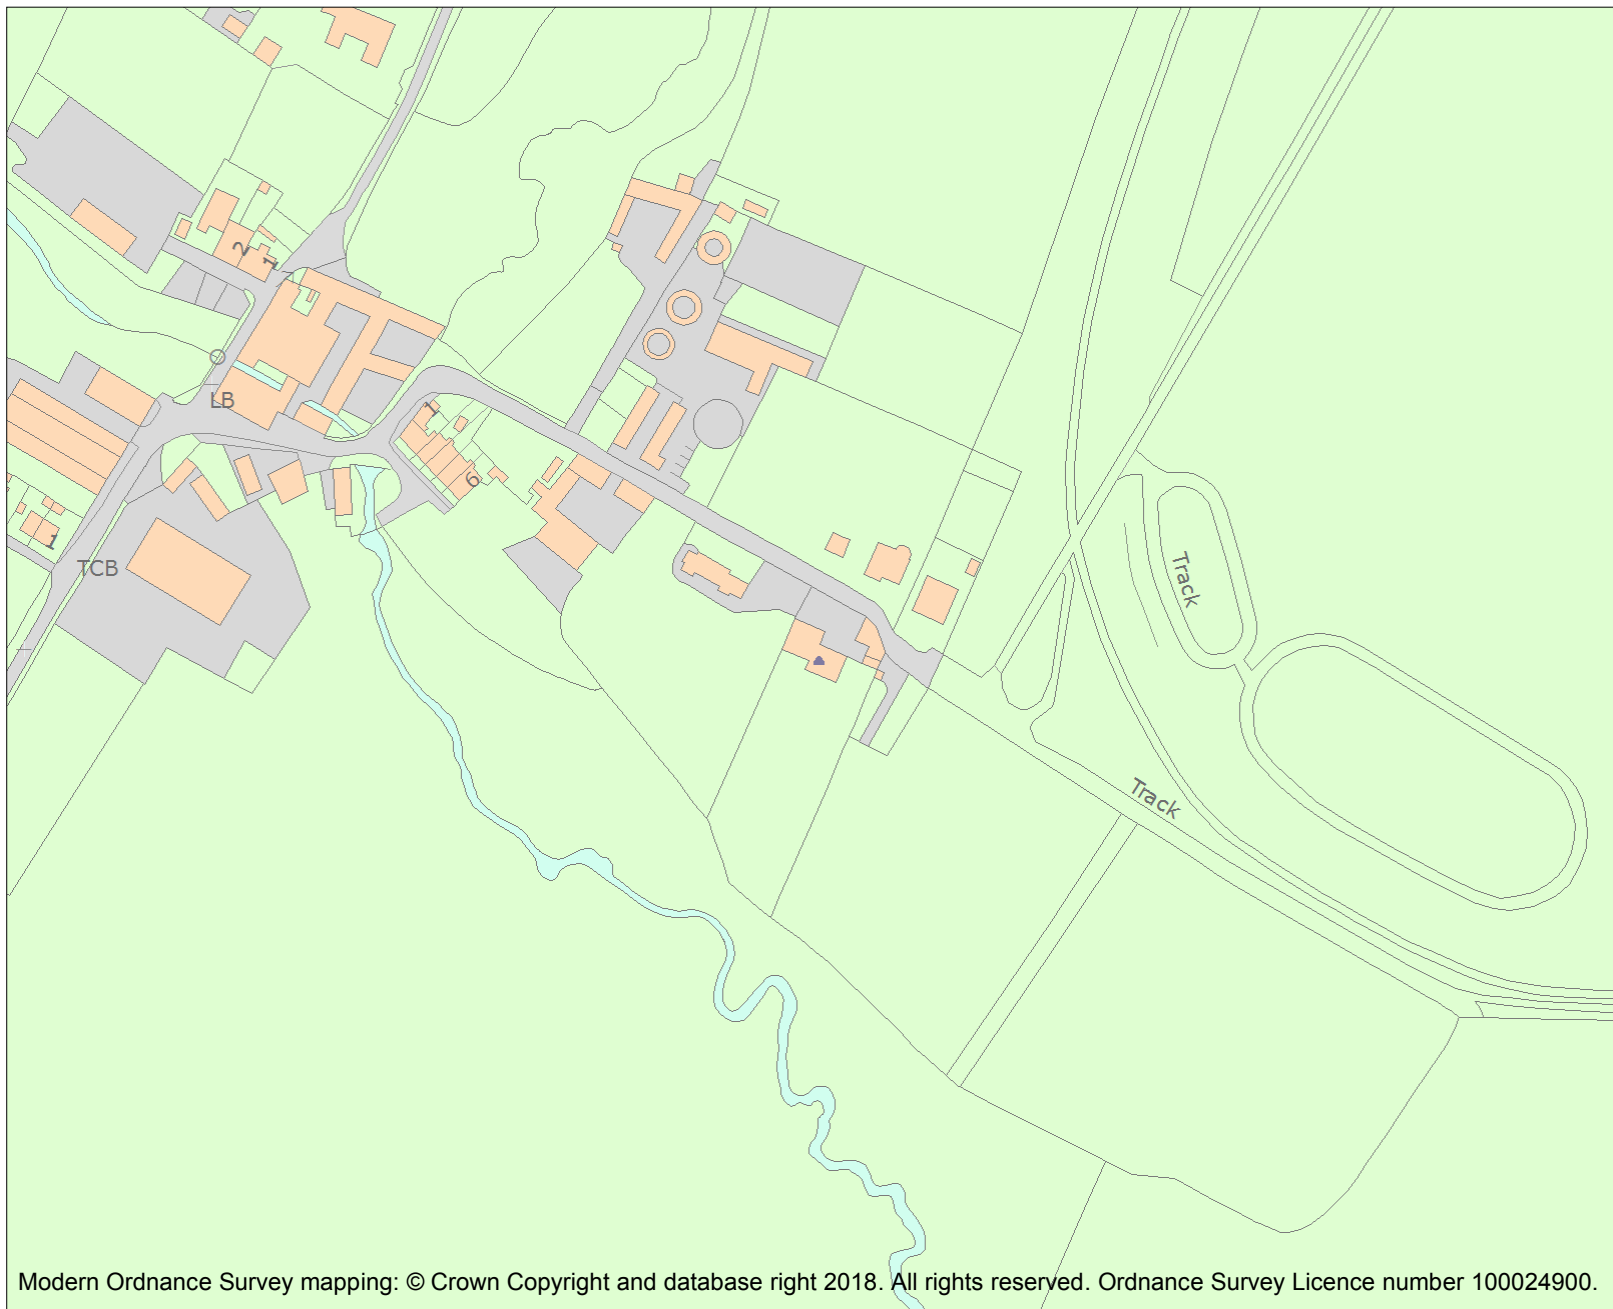 2
1
LB
1
6
1
TCB
Track
Track
Modern Ordnance Survey mapping: © Crown Copyright and database right 2018. All rights reserved. Ordnance Survey Licence number 100024900.